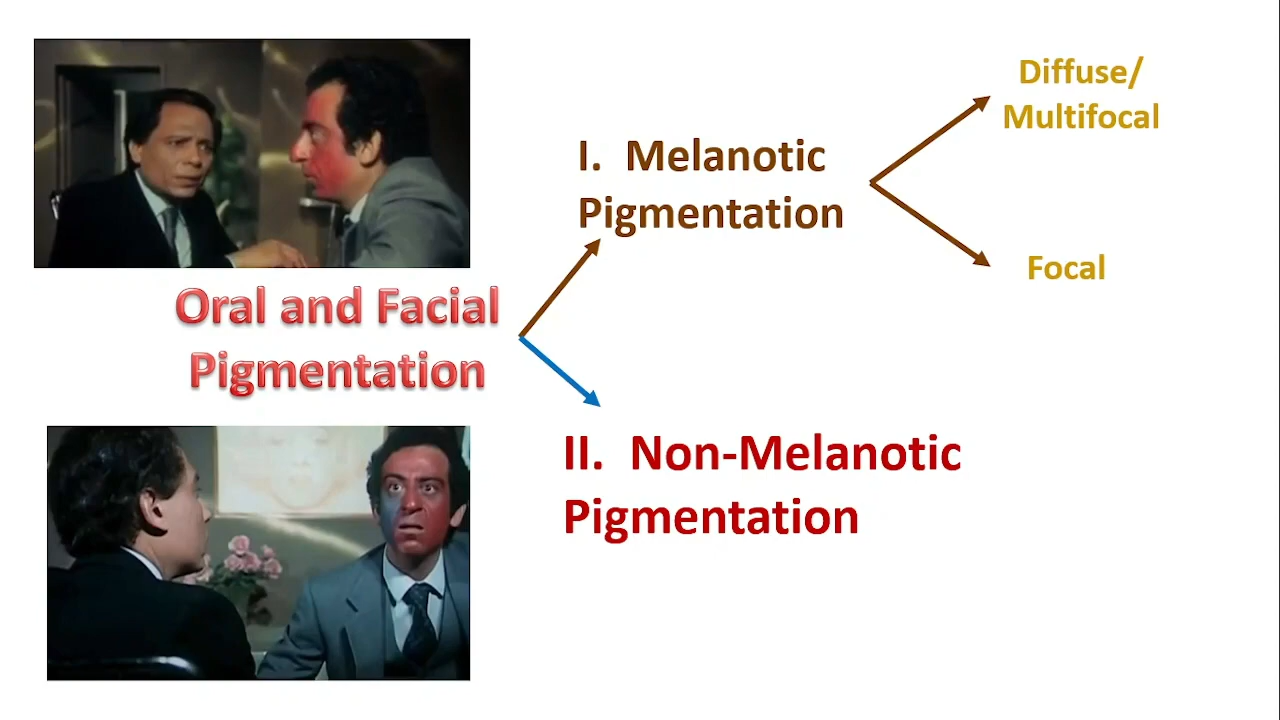 Oral and Facial
Pigmentation
I. Melanotic
Pigmentation
Diffuse/
Multifocal
Focal
II. Non-Melanotic
Pigmentation